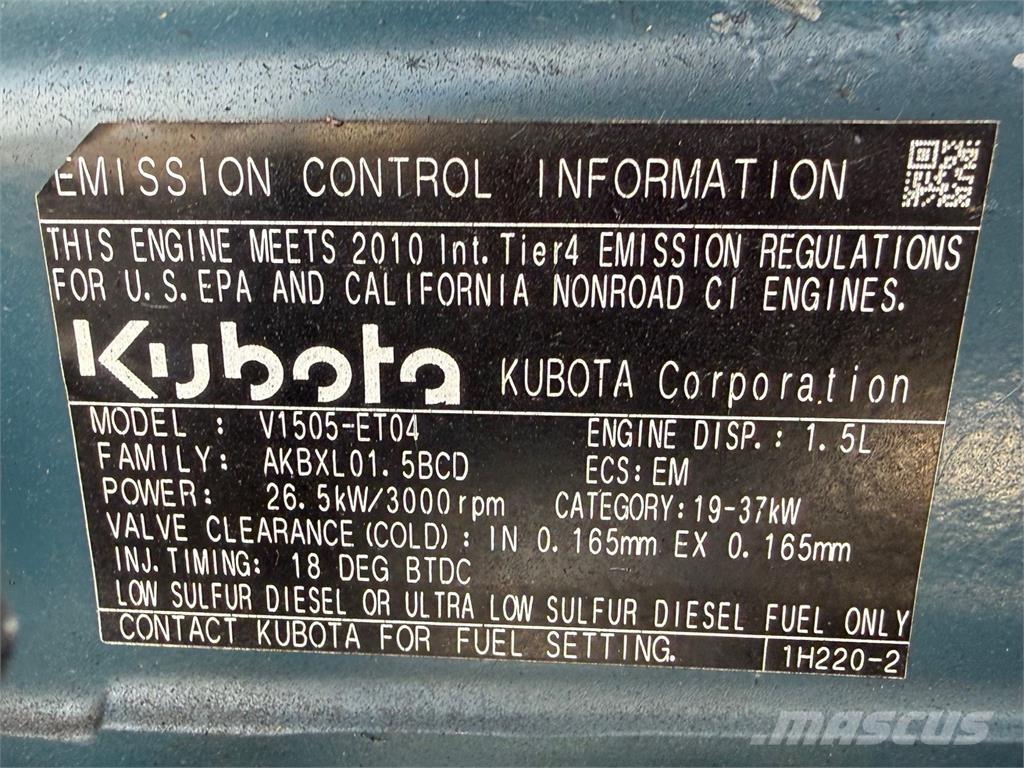 EMISSION CONTROL INFORMATION
THIS ENGINE MEETS 2010 Int. Tier4 EMISSION REGULATIONS
FOR U.S. EPA AND CALIFORNIA NONROAD CI ENGINES.
Kubota KUBOTA Corporation
MODEL : V1505-ET04 ENGINE DISP.: 1.5L
FAMILY: AKBXL01.5BCD ECS: EM
POWER: 26.5kW/3000rpm CATEGORY: 19-37kW
VALVE CLEARANCE (COLD) : IN 0.165mm EX 0.165mm
INJ. TIMING: 18 DEG BTDC
LOW SULFUR DIESEL OR ULTRA LOW SULFUR DIESEL FUEL ONLY
CONTACT KUBOTA FOR FUEL SETTING. 1H220-2
mascus